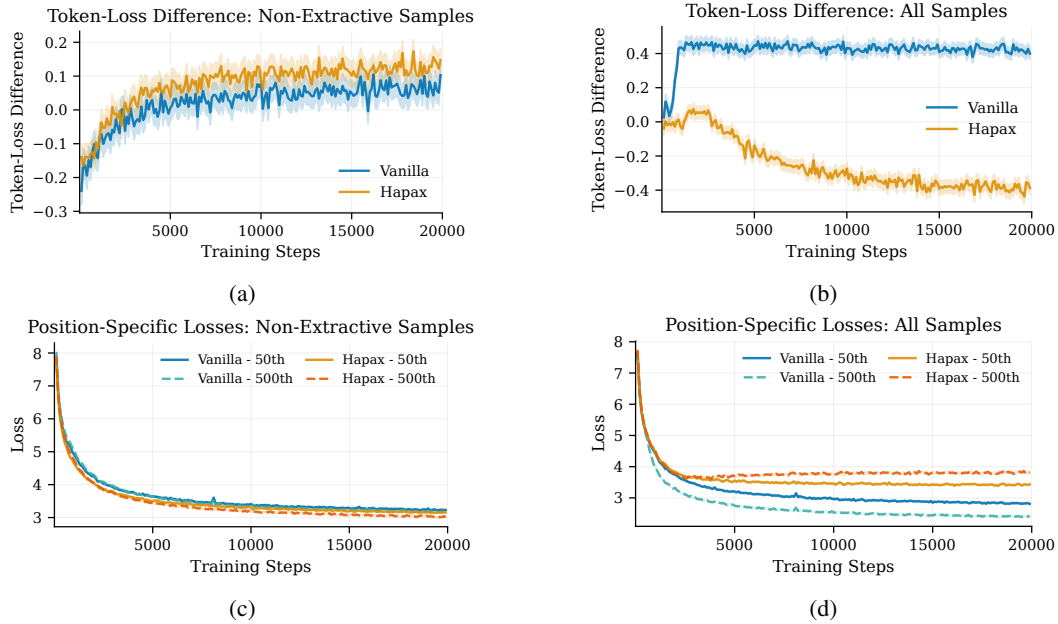 Token-Loss Difference: Non-Extractive Samples
Token-Loss Difference
0.2
0.1
0.0
−0.1
−0.2
−0.3
Vanilla
Hapax
5000
10000
15000
20000
Training Steps
(a)
Token-Loss Difference: All Samples
Token-Loss Difference
0.4
0.2
0.0
−0.2
−0.4
Vanilla
Hapax
5000
10000
15000
20000
Training Steps
(b)
Position-Specific Losses: Non-Extractive Samples
Loss
8
7
6
5
4
3
Vanilla - 50th
Vanilla - 500th
Hapax - 50th
Hapax - 500th
5000
10000
15000
20000
Training Steps
(c)
Position-Specific Losses: All Samples
Loss
8
7
6
5
4
3
Vanilla - 50th
Vanilla - 500th
Hapax - 50th
Hapax - 500th
5000
10000
15000
20000
Training Steps
(d)